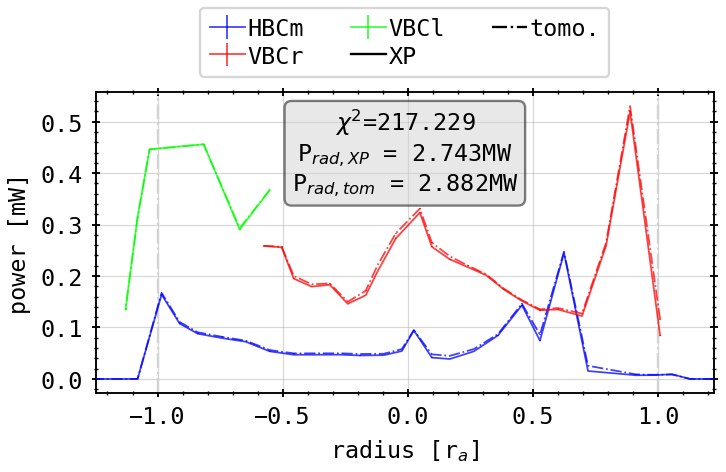 HBCm VBCl tomo.
VBCr XP
χ²=217.229
P_rad,XP = 2.743MW
P_rad,tom = 2.882MW
power [mW]
0.5
0.4
0.3
0.2
0.1
0.0
−1.0 −0.5 0.0 0.5 1.0
radius [r_a]